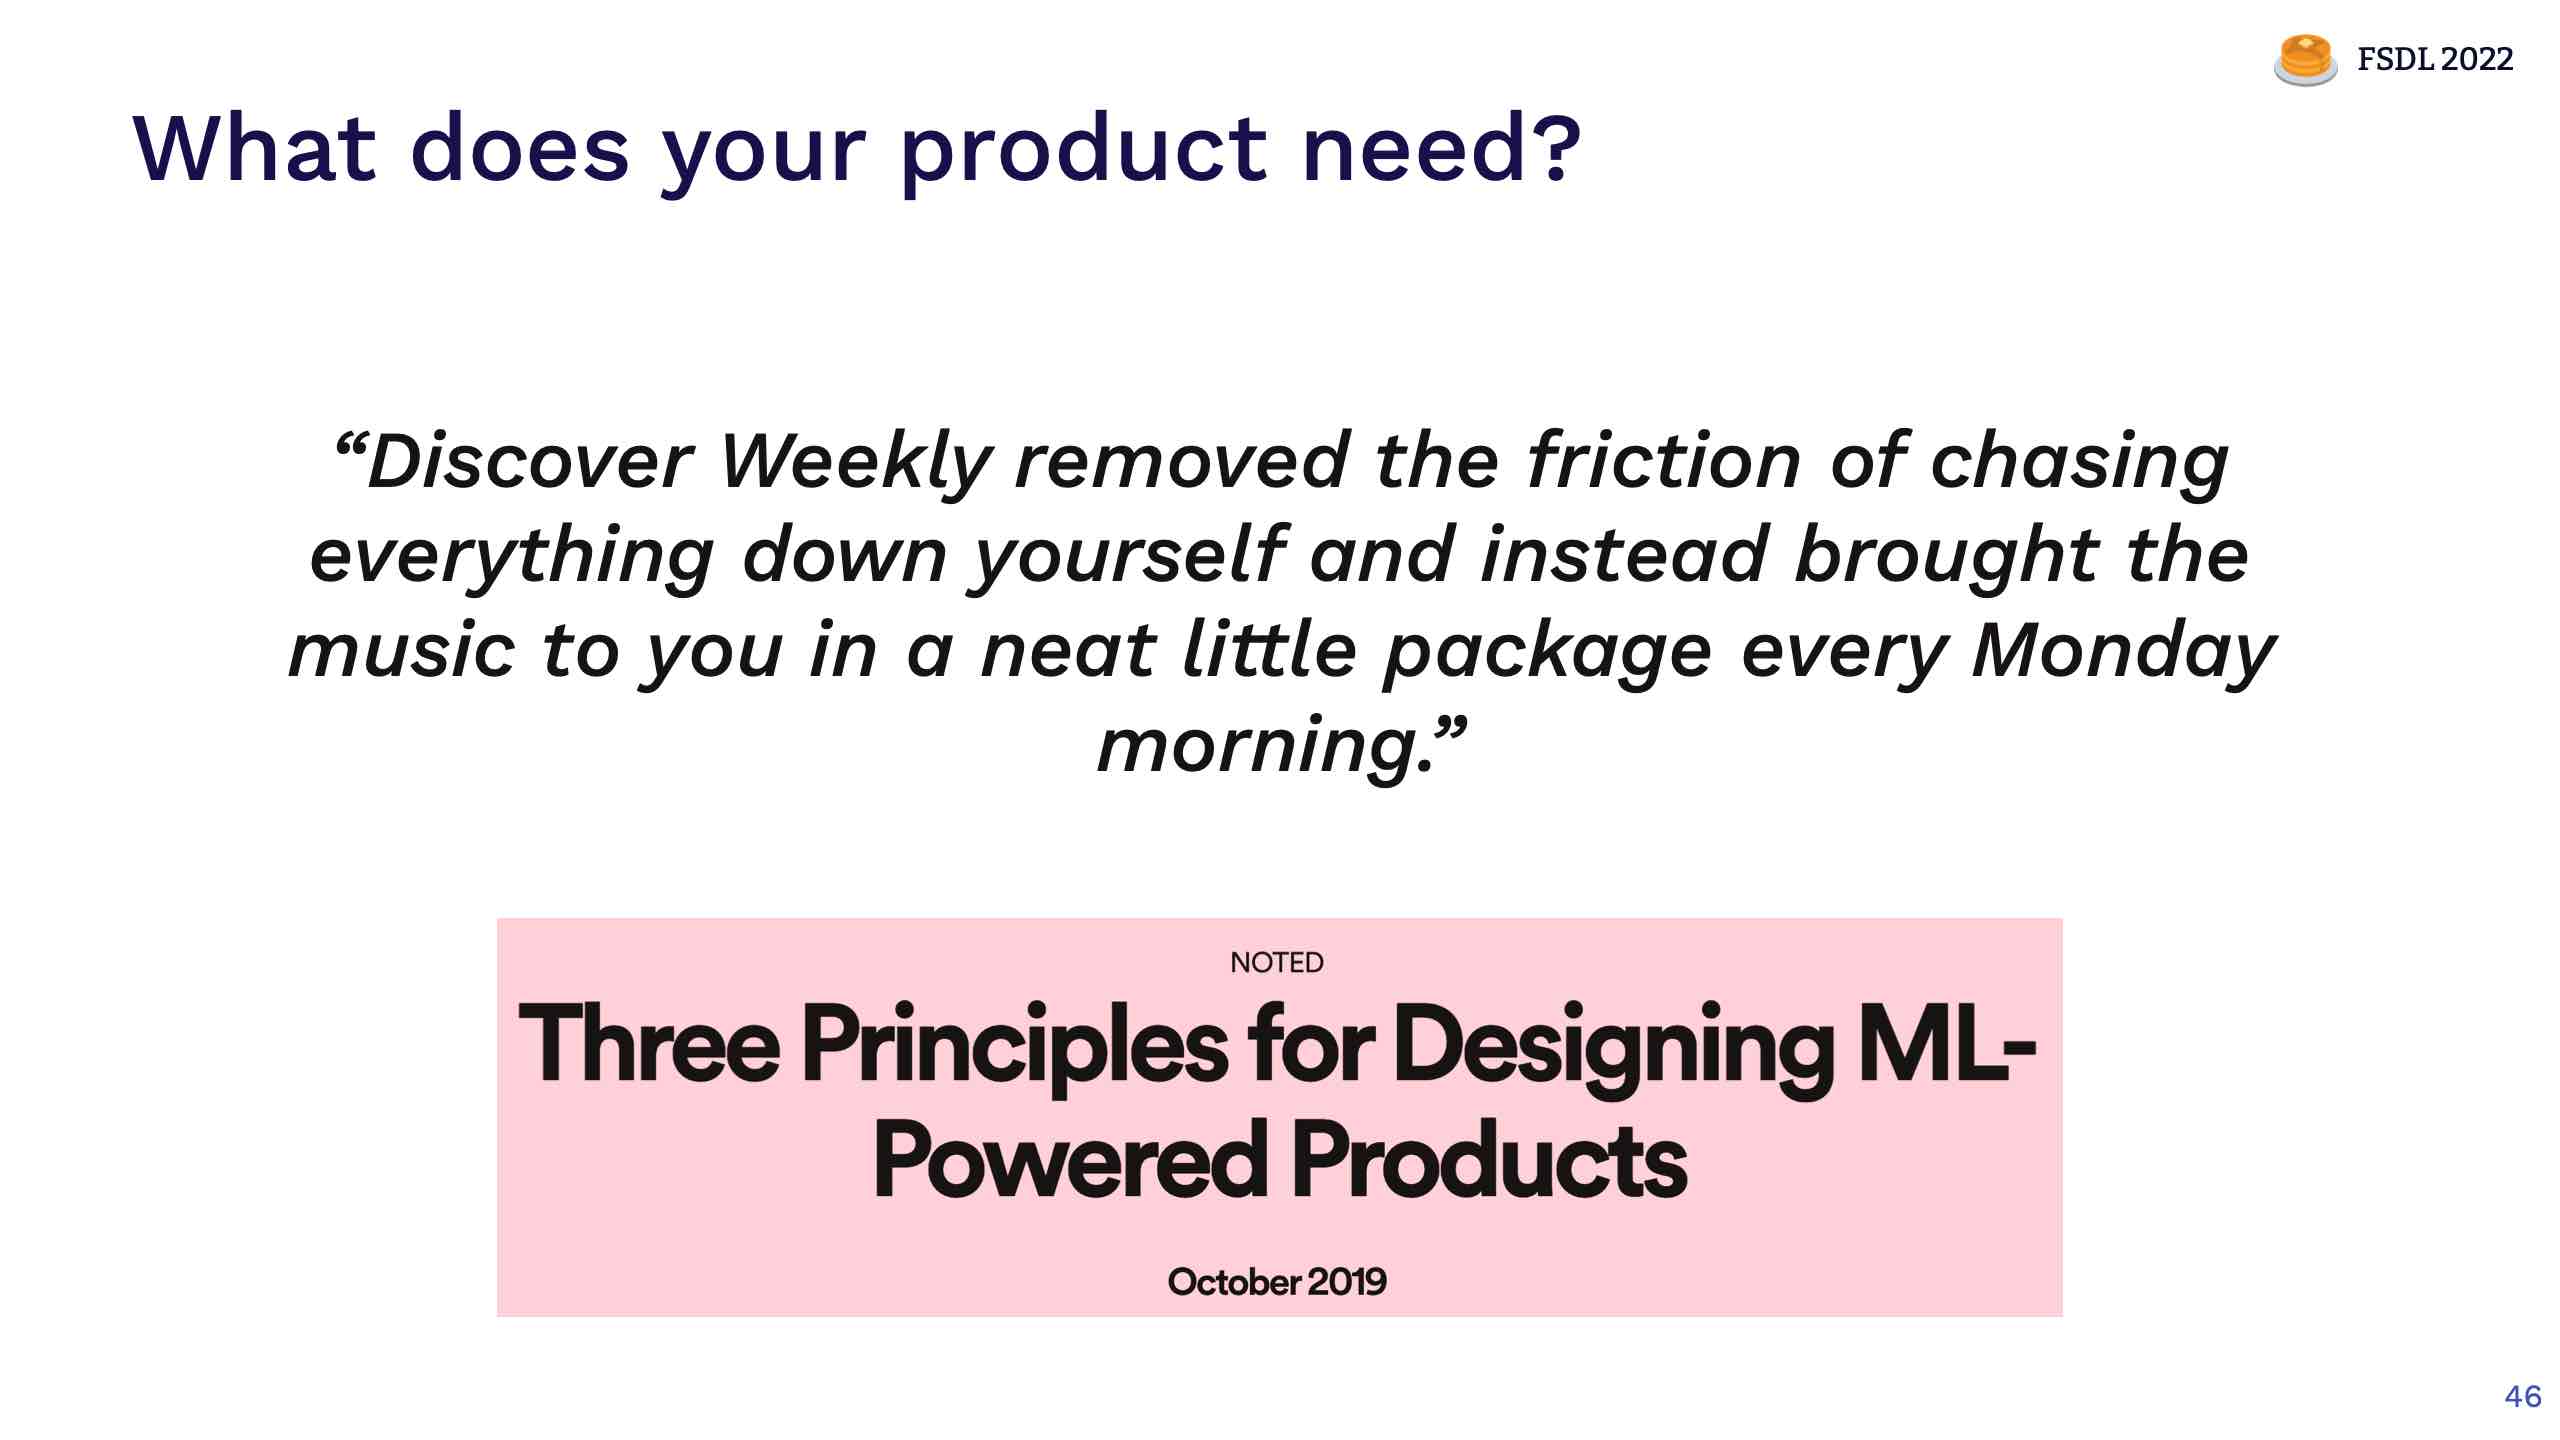 FSDL 2022
What does your product need?
“Discover Weekly removed the friction of chasing
everything down yourself and instead brought the
music to you in a neat little package every Monday
morning.”
NOTED
Three Principles for Designing ML-
Powered Products
October 2019
46